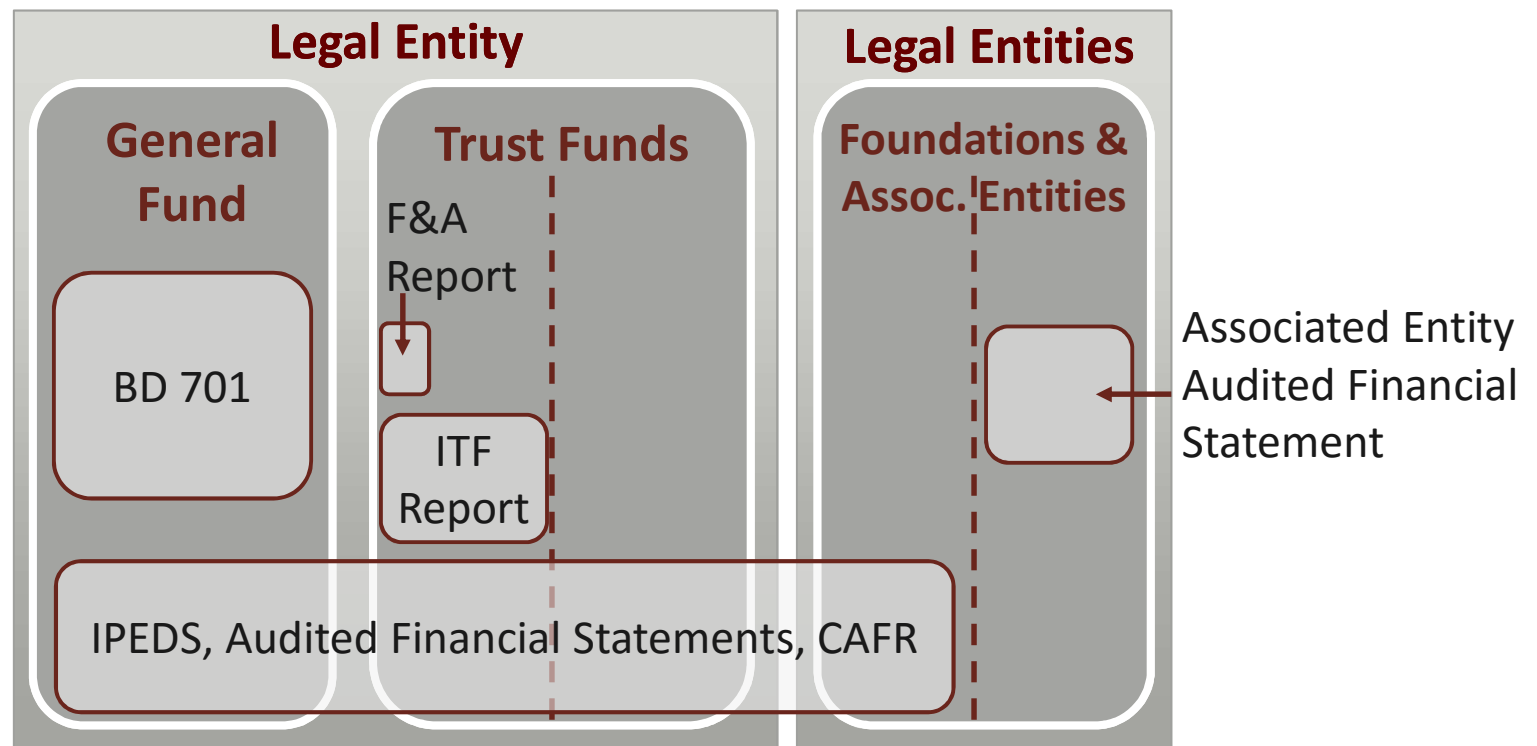 Legal Entity
General
Fund
BD 701
Trust Funds
F&A
Report
ITF
Report
IPEDS, Audited Financial Statements, CAFR
Legal Entities
Foundations &
Assoc. Entities
Associated Entity
Audited Financial
Statement